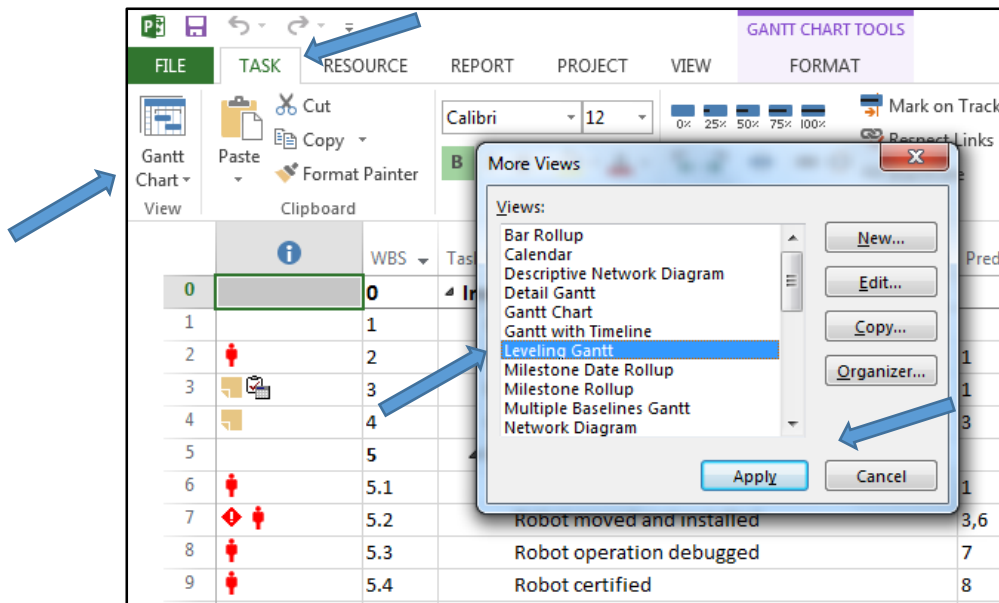 GANTT CHART TOOLS
FILE TASK RESOURCE REPORT PROJECT VIEW FORMAT
Gantt Chart
View
Paste
Cut
Copy
Format Painter
Clipboard
Calibri 12
B
0% 25% 50% 75% 100%
Mark on Track
Respect Links
More Views
Views:
Bar Rollup
Calendar
Descriptive Network Diagram
Detail Gantt
Gantt Chart
Gantt with Timeline
Leveling Gantt
Milestone Date Rollup
Milestone Rollup
Multiple Baselines Gantt
Network Diagram
New...
Edit...
Copy...
Organizer...
Apply Cancel
WBS Pred
0 0
1 1
2 2 1
3 3 1
4 4 3
5 5
6 5.1 1
7 5.2 Robot moved and installed 3,6
8 5.3 Robot operation debugged 7
9 5.4 Robot certified 8